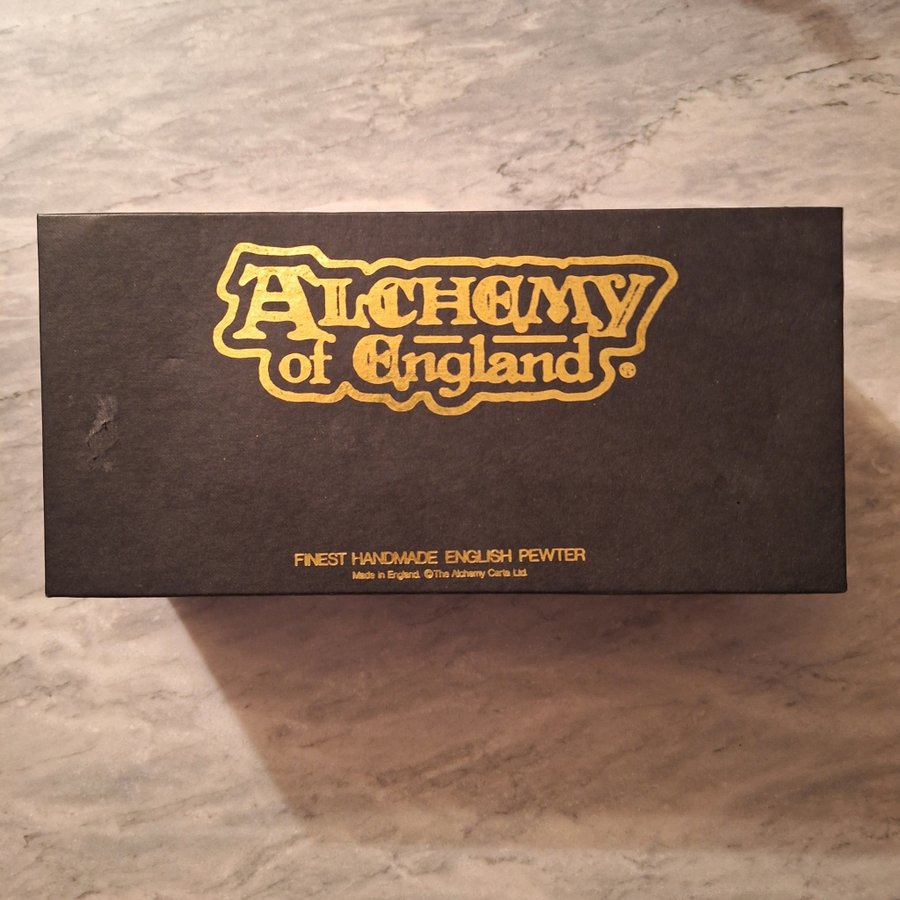 ALCHEMY
of England ®
FINEST HANDMADE ENGLISH PEWTER
Made in England. © The Alchemy Carta Ltd.